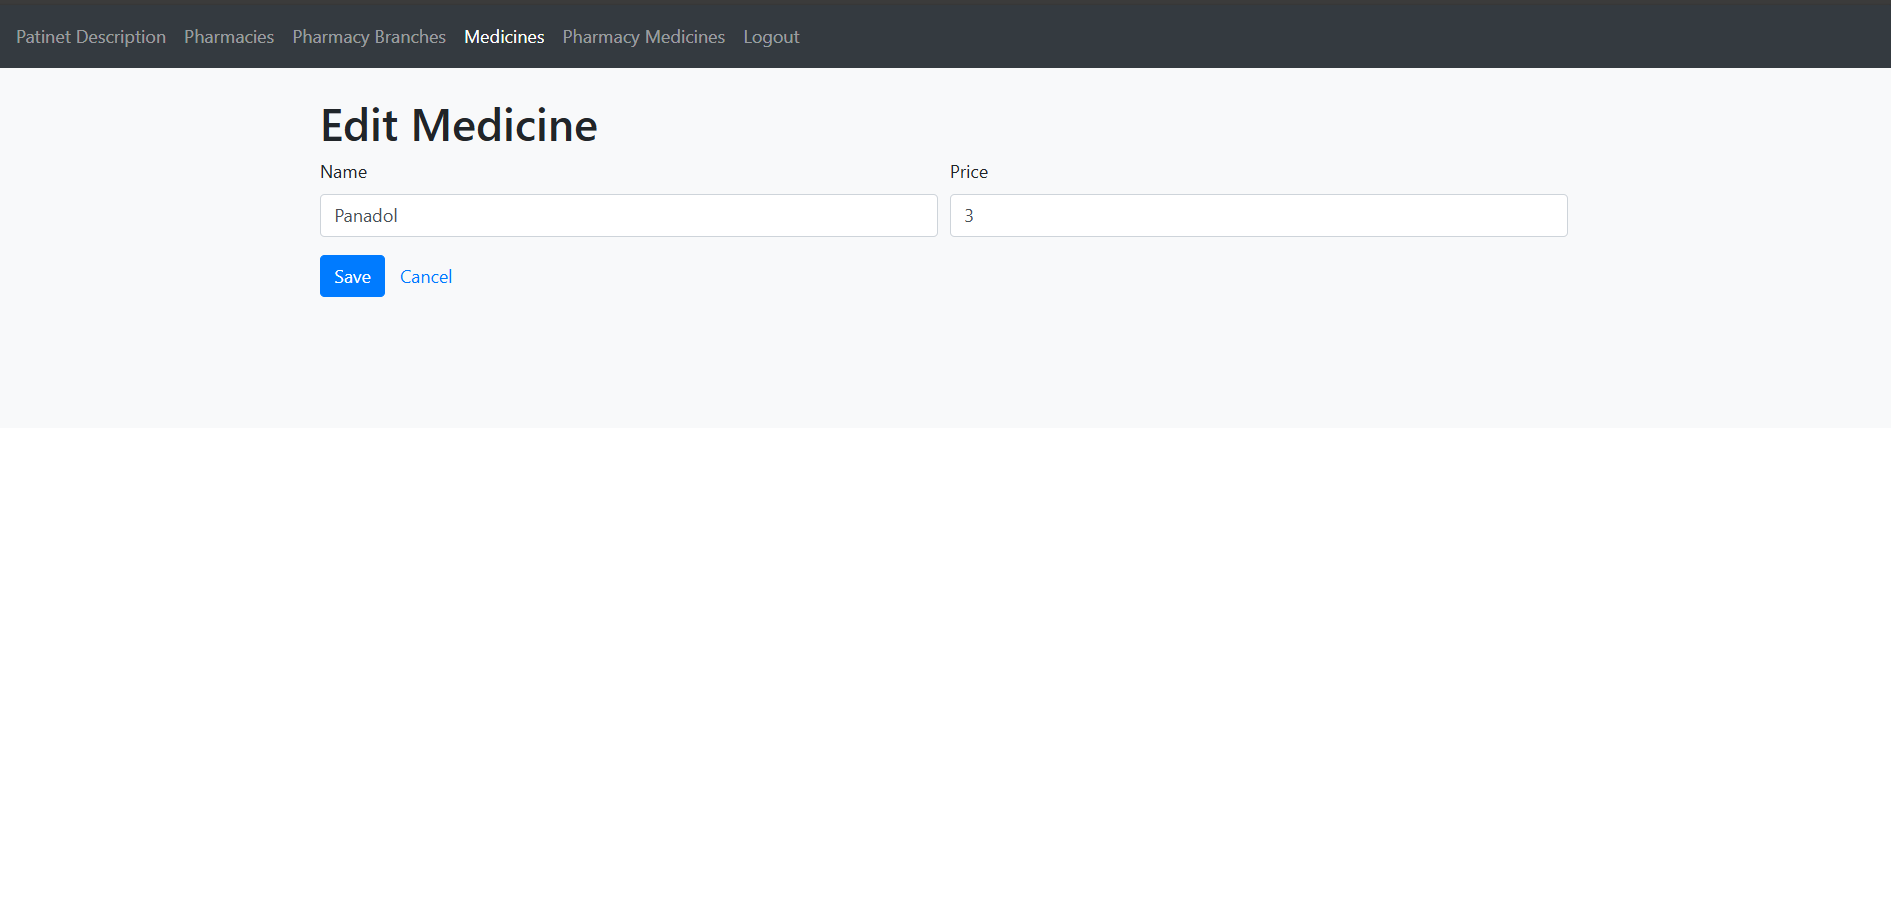 Patinet Description Pharmacies Pharmacy Branches Medicines Pharmacy Medicines Logout
Edit Medicine
Name Price
Panadol 3
Save Cancel